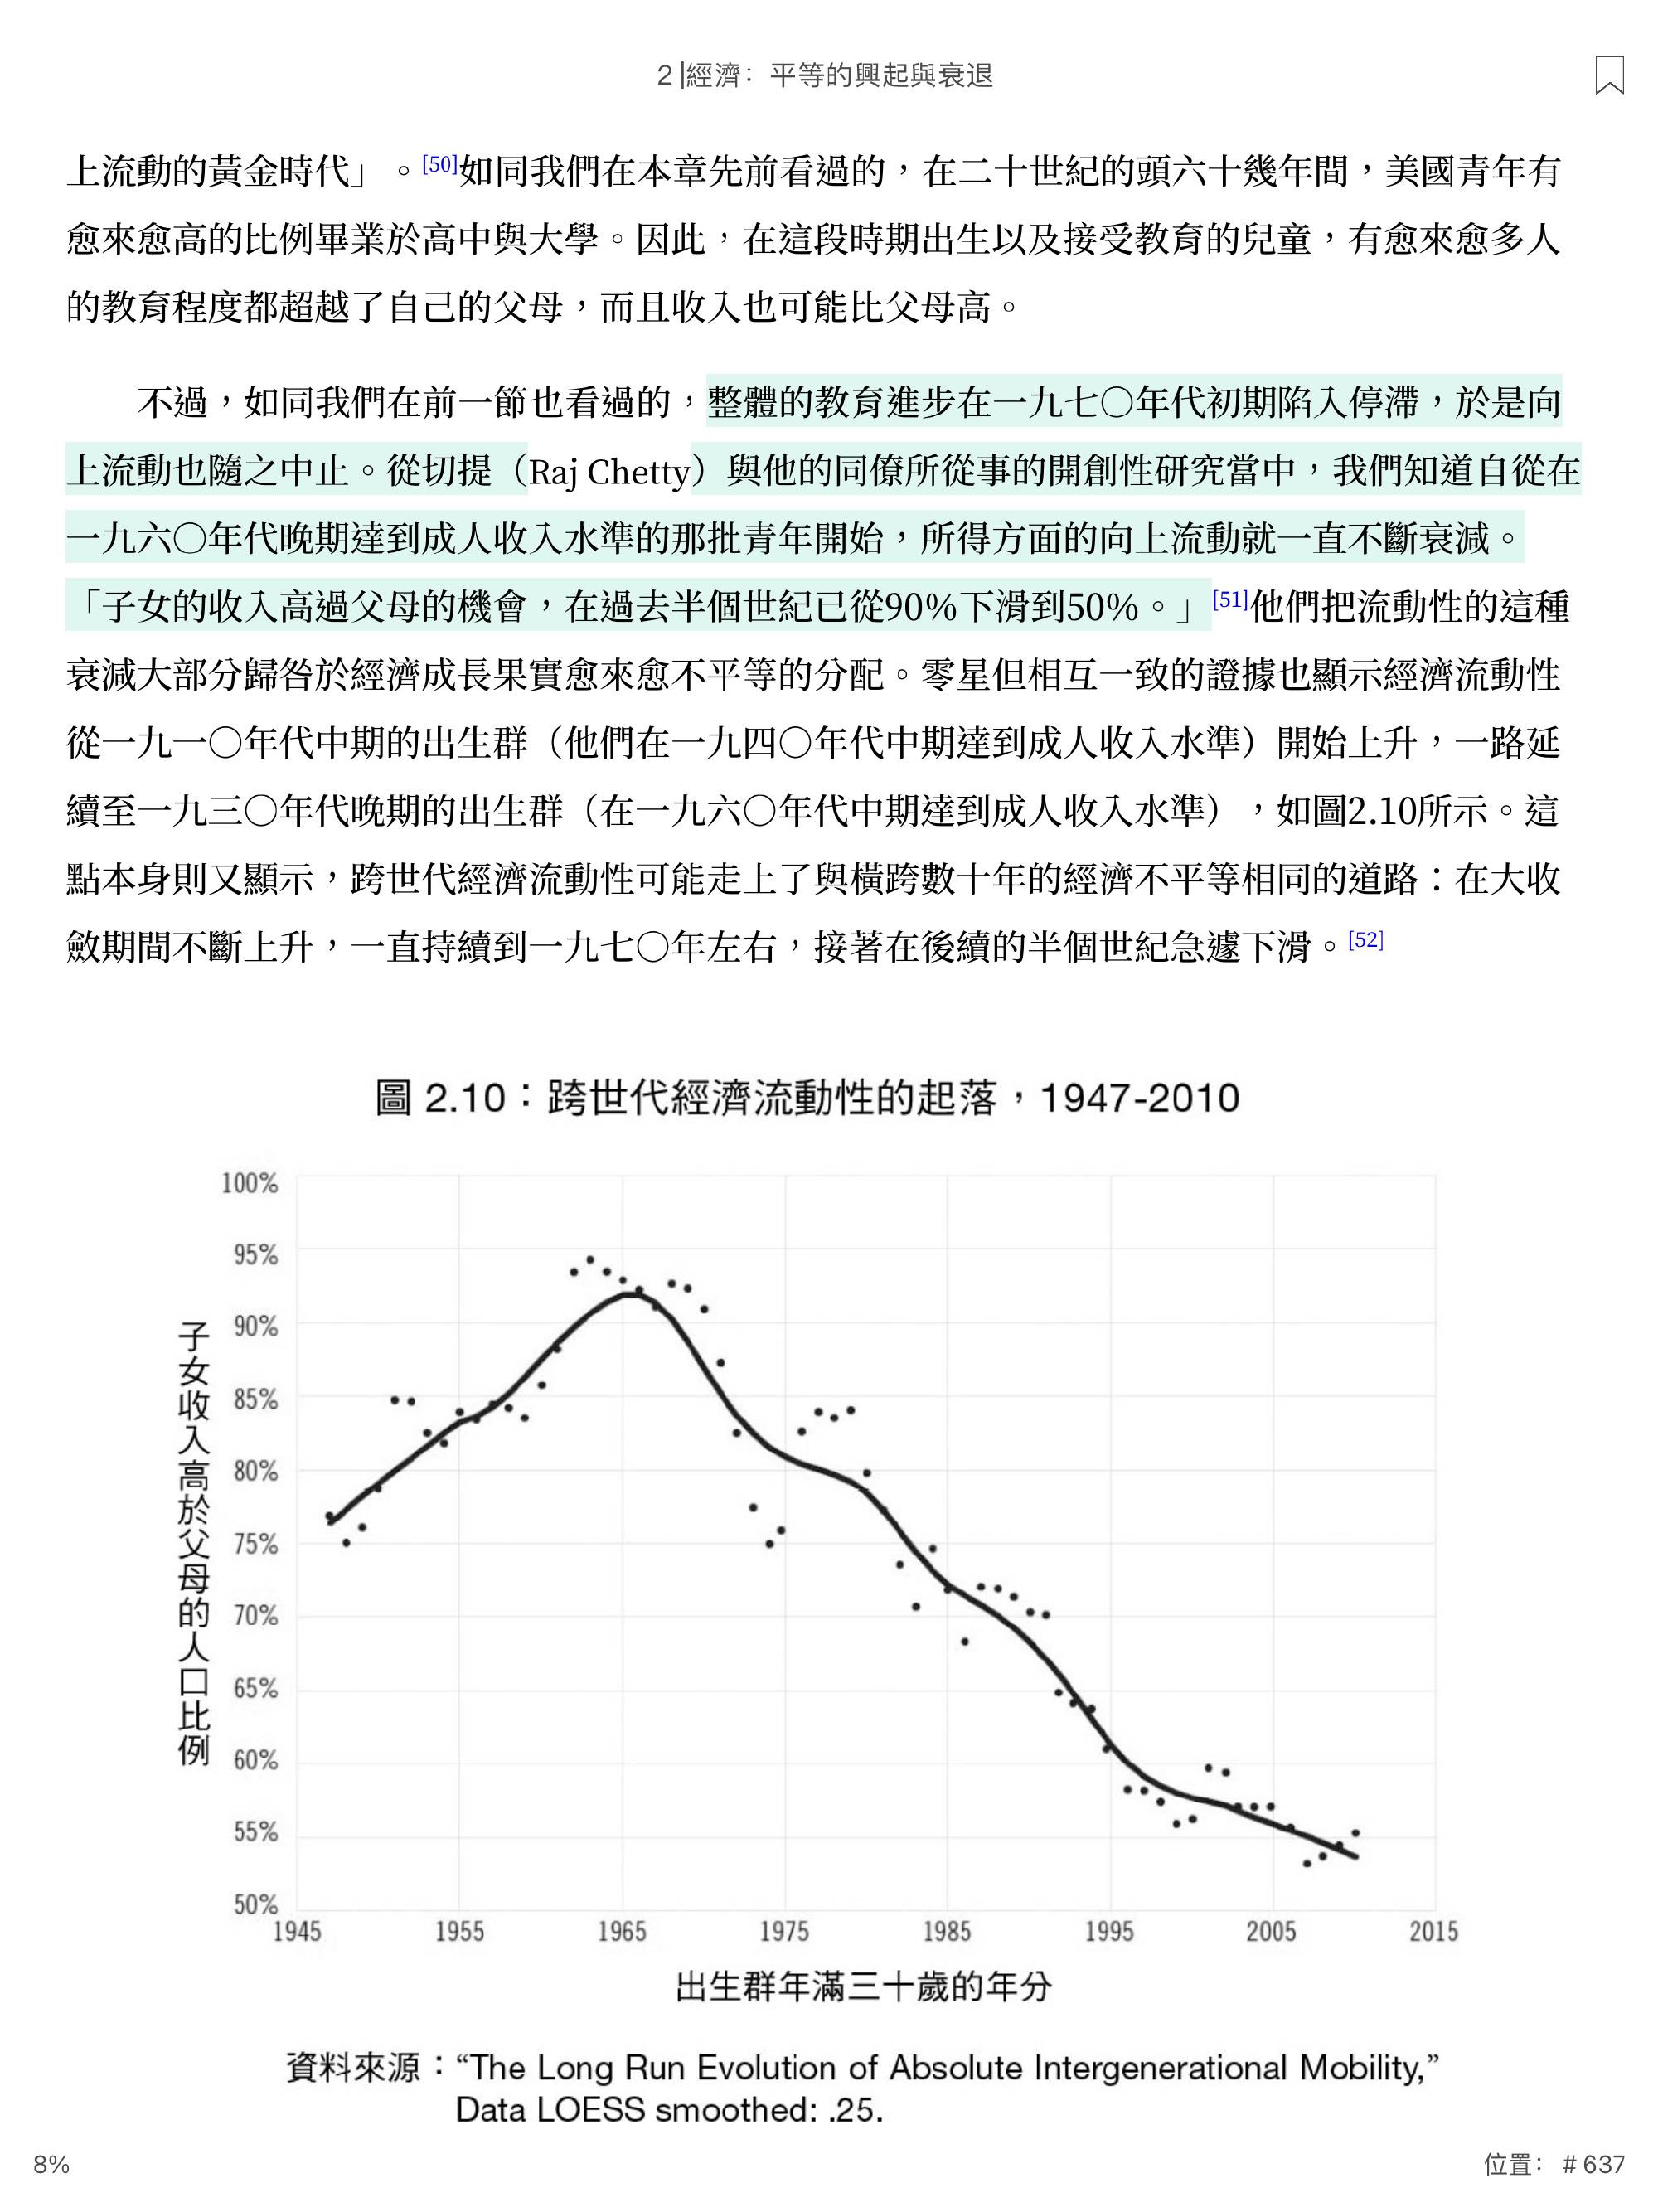 2 |經濟：平等的興起與衰退
上流動的黃金時代」。[50]如同我們在本章先前看過的，在二十世紀的頭六十幾年間，美國青年有
愈來愈高的比例畢業於高中與大學。因此，在這段時期出生以及接受教育的兒童，有愈來愈多人
的教育程度都超越了自己的父母，而且收入也可能比父母高。
不過，如同我們在前一節也看過的，整體的教育進步在一九七〇年代初期陷入停滯，於是向
上流動也隨之中止。從切提（Raj Chetty）與他的同僚所從事的開創性研究當中，我們知道自從在
一九六〇年代晚期達到成人收入水準的那批青年開始，所得方面的向上流動就一直不斷衰減。
「子女的收入高過父母的機會，在過去半個世紀已從90%下滑到50%。」[51]他們把流動性的這種
衰減大部分歸咎於經濟成長果實愈來愈不平等的分配。零星但相互一致的證據也顯示經濟流動性
從一九一〇年代中期的出生群（他們在一九四〇年代中期達到成人收入水準）開始上升，一路延
續至一九三〇年代晚期的出生群（在一九六〇年代中期達到成人收入水準），如圖2.10所示。這
點本身則又顯示，跨世代經濟流動性可能走上了與橫跨數十年的經濟不平等相同的道路：在大收
斂期間不斷上升，一直持續到一九七〇年左右，接著在後續的半個世紀急遽下滑。[52]
圖 2.10：跨世代經濟流動性的起落，1947-2010
子女收入高於父母的人口比例
100%
95%
90%
85%
80%
75%
70%
65%
60%
55%
50%
1945 1955 1965 1975 1985 1995 2005 2015
出生群年滿三十歲的年分
資料來源：“The Long Run Evolution of Absolute Intergenerational Mobility,”
Data LOESS smoothed: .25.
8% 位置： # 637